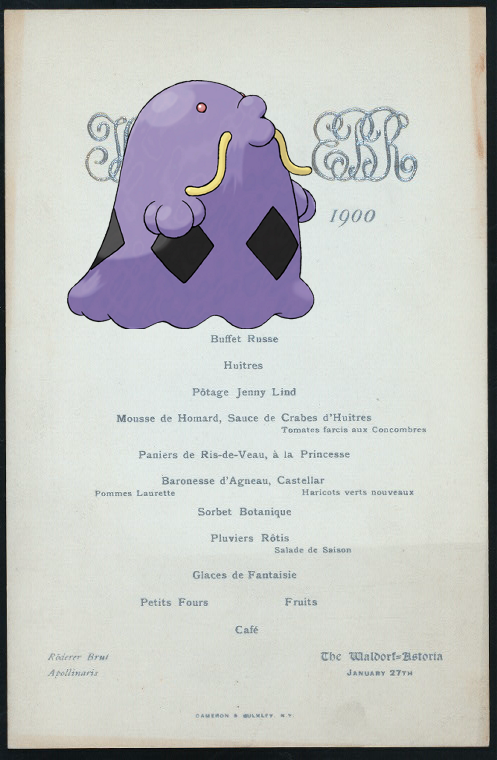 1900
Buffet Russe
Huitres
Pôtage Jenny Lind
Mousse de Homard, Sauce de Crabes d'Huîtres
Tomates farcis aux Concombres
Paniers de Ris-de-Veau, à la Princesse
Baronesse d'Agneau, Castellar
Pommes Laurette Haricots verts nouveaux
Sorbet Botanique
Pluviers Rôtis
Salade de Saison
Glaces de Fantaisie
Petits Fours Fruits
Café
Röderer Brut The Waldorf=Astoria
Apollinaris January 27th
CAMERON & N.Y.